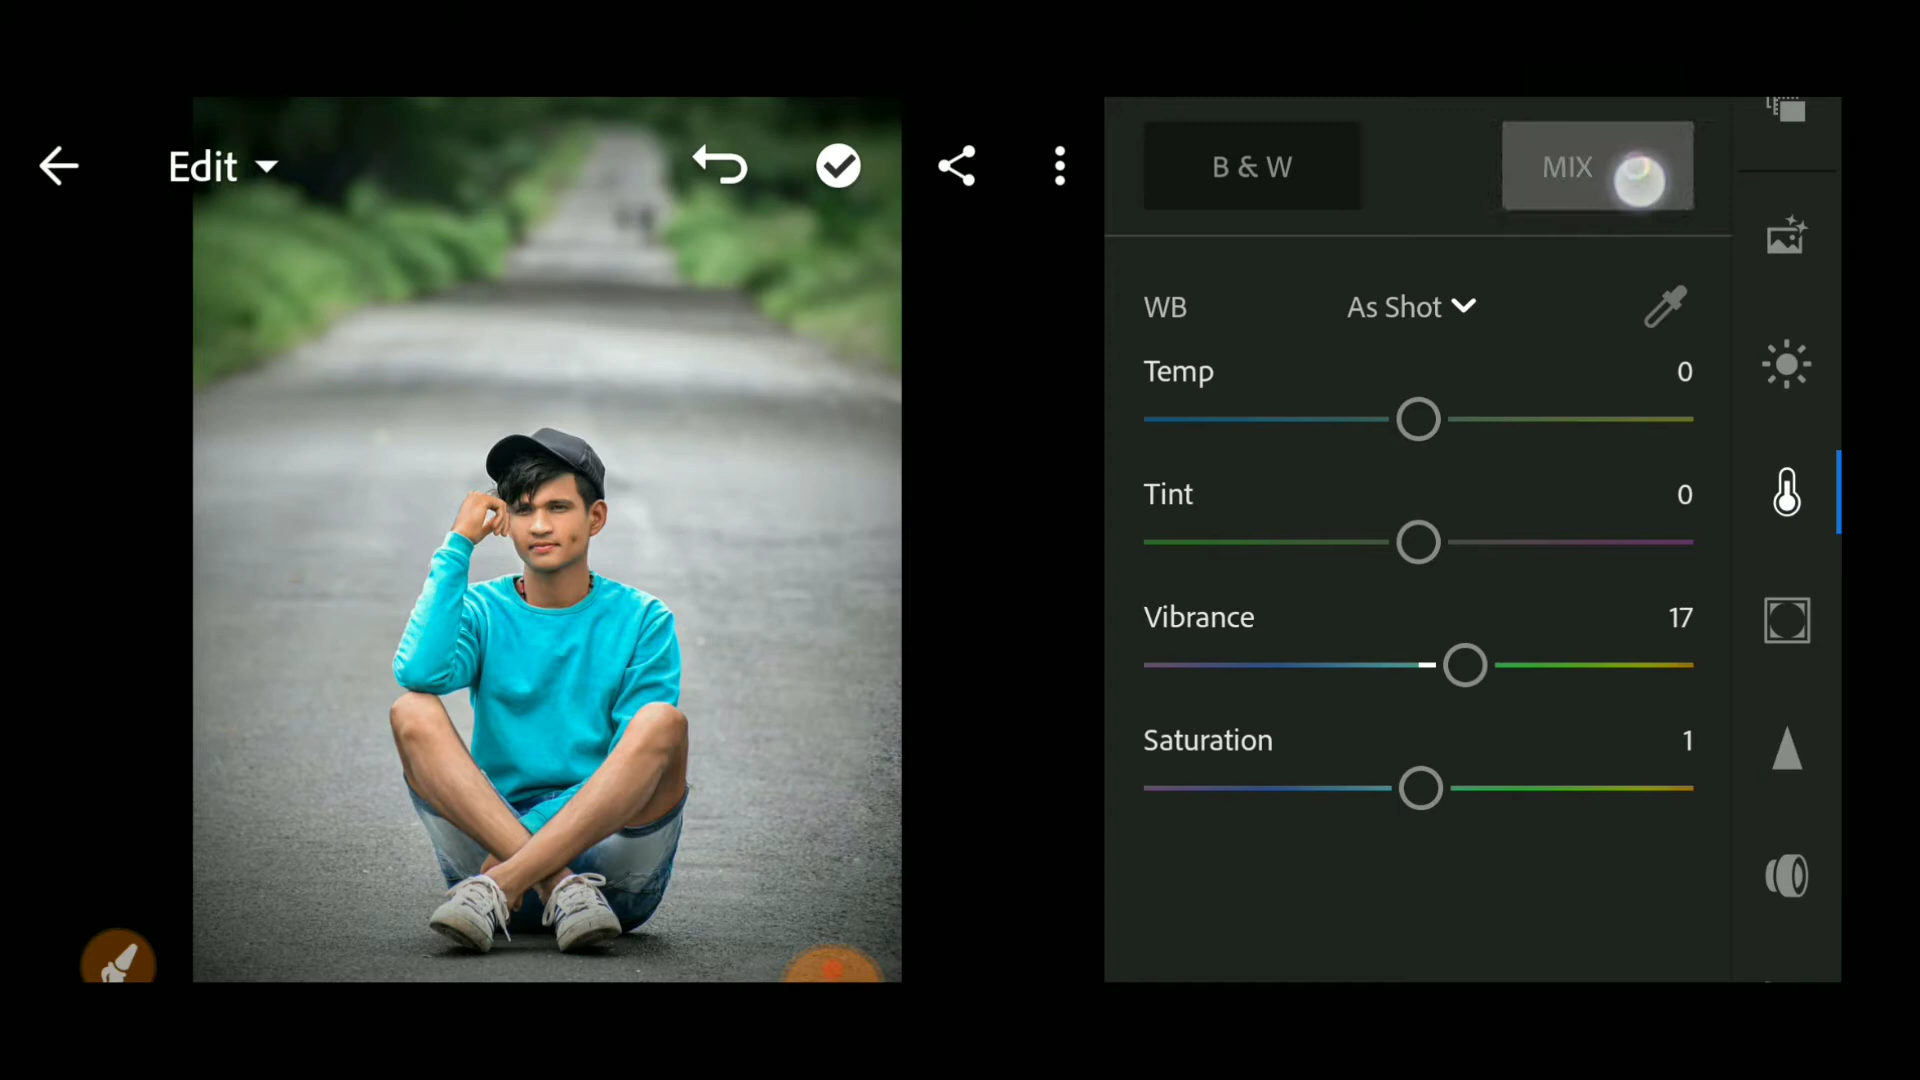 Edit
B & W
MIX
WB
As Shot
Temp
0
Tint
0
Vibrance
17
Saturation
1